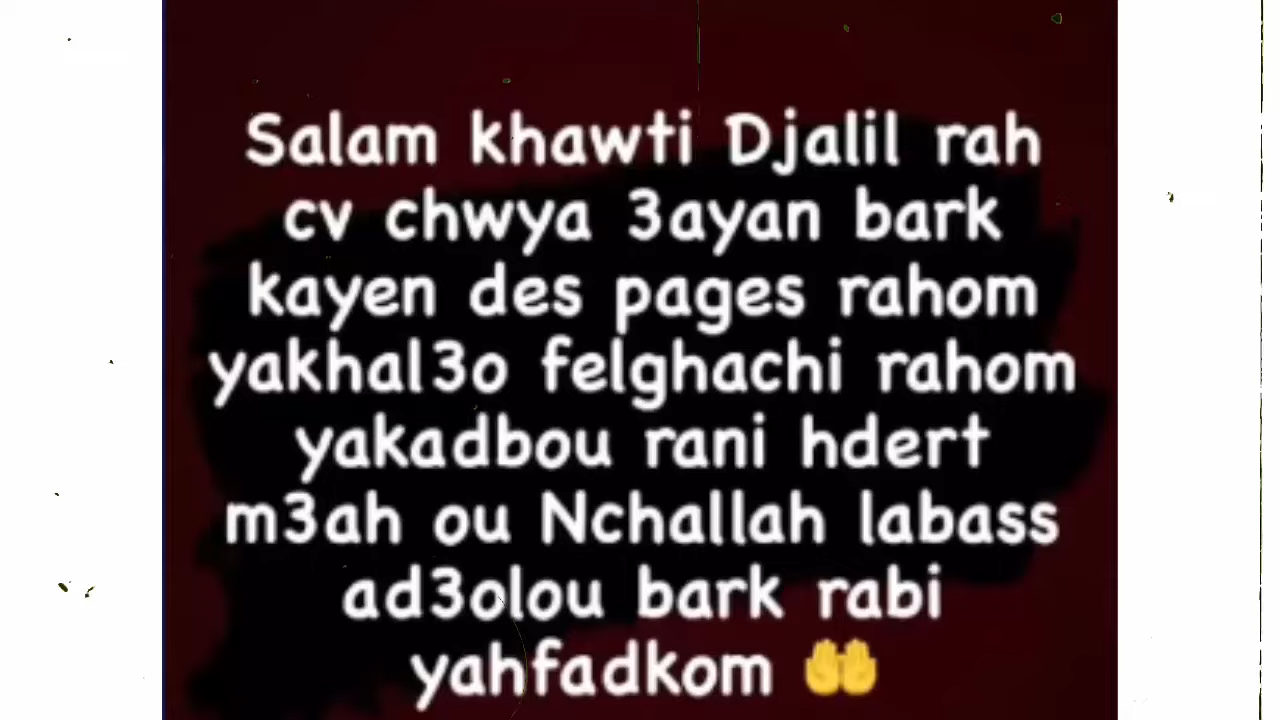 Salam khawti Djalil rah
cv chwya 3ayan bark
kayen des pages rahom
yakhal3o felghachi rahom
yakadbou rani hdert
m3ah ou Nchallah labass
ad3olou bark rabi
yahfadkom 🤲